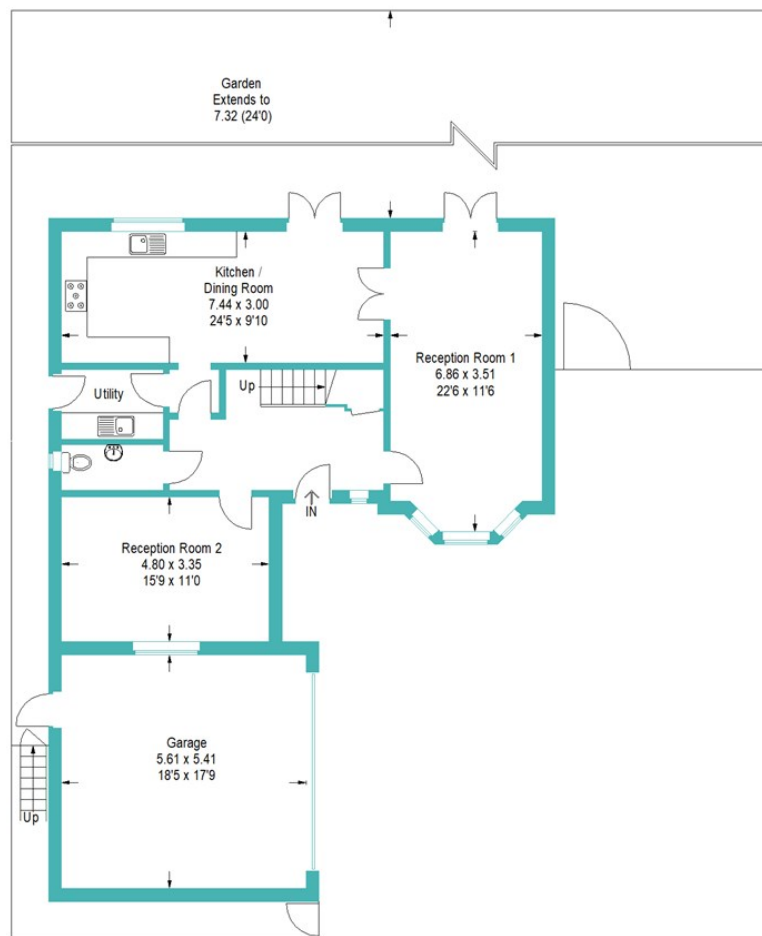 Garden
Extends to
7.32 (24'0)
Kitchen /
Dining Room
7.44 x 3.00
24'5 x 9'10
Reception Room 1
6.86 x 3.51
22'6 x 11'6
Utility
Up
IN
Reception Room 2
4.80 x 3.35
15'9 x 11'0
Garage
5.61 x 5.41
18'5 x 17'9
Up